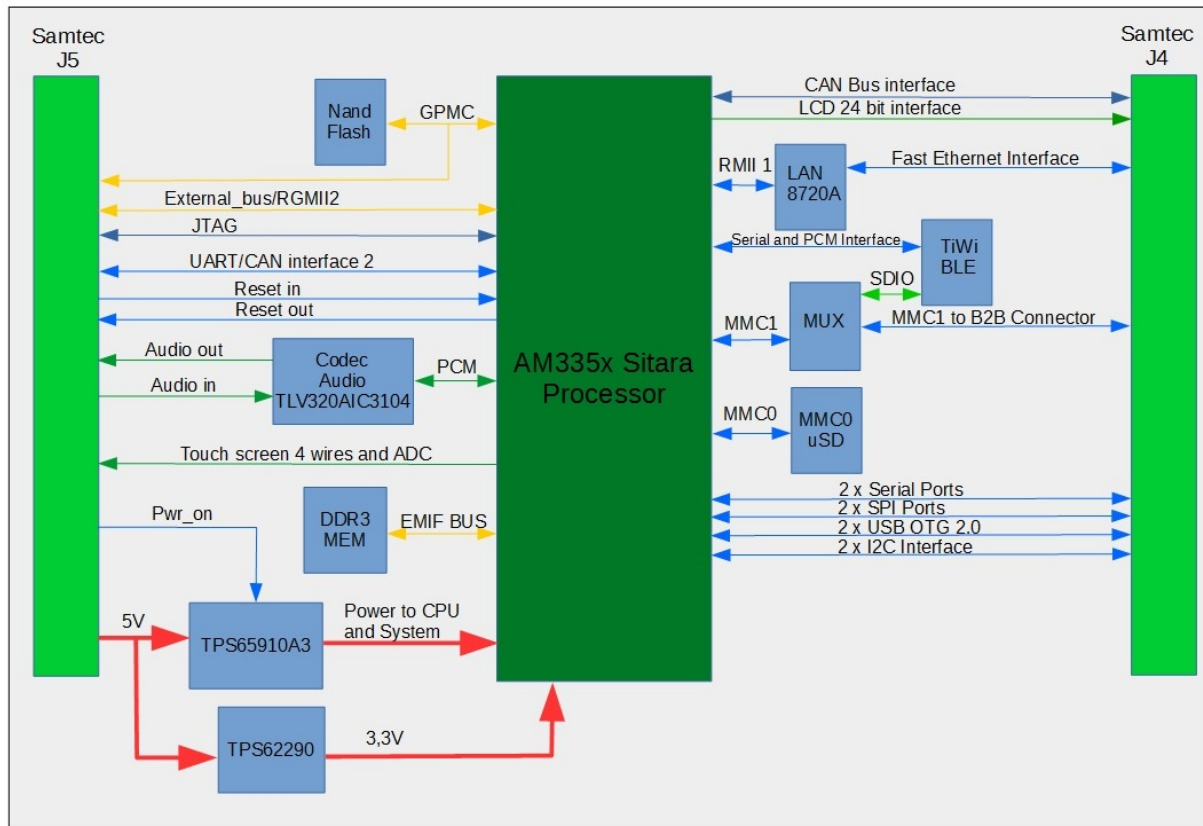 Samtec
J5
Samtec
J4
Nand
Flash
GPMC
External_bus/RGMII2
JTAG
UART/CAN interface 2
Reset in
Reset out
Audio out
Audio in
Codec
Audio
TLV320AIC3104
PCM
Touch screen 4 wires and ADC
Pwr_on
DDR3
MEM
EMIF BUS
5V
TPS65910A3
Power to CPU
and System
TPS62290
3,3V
AM335x Sitara
Processor
CAN Bus interface
LCD 24 bit interface
RMII 1
LAN
8720A
Fast Ethernet Interface
Serial and PCM Interface
TiWi
BLE
SDIO
MUX
MMC1
MMC1 to B2B Connector
MMC0
MMC0
uSD
2 x Serial Ports
2 x SPI Ports
2 x USB OTG 2.0
2 x I2C Interface